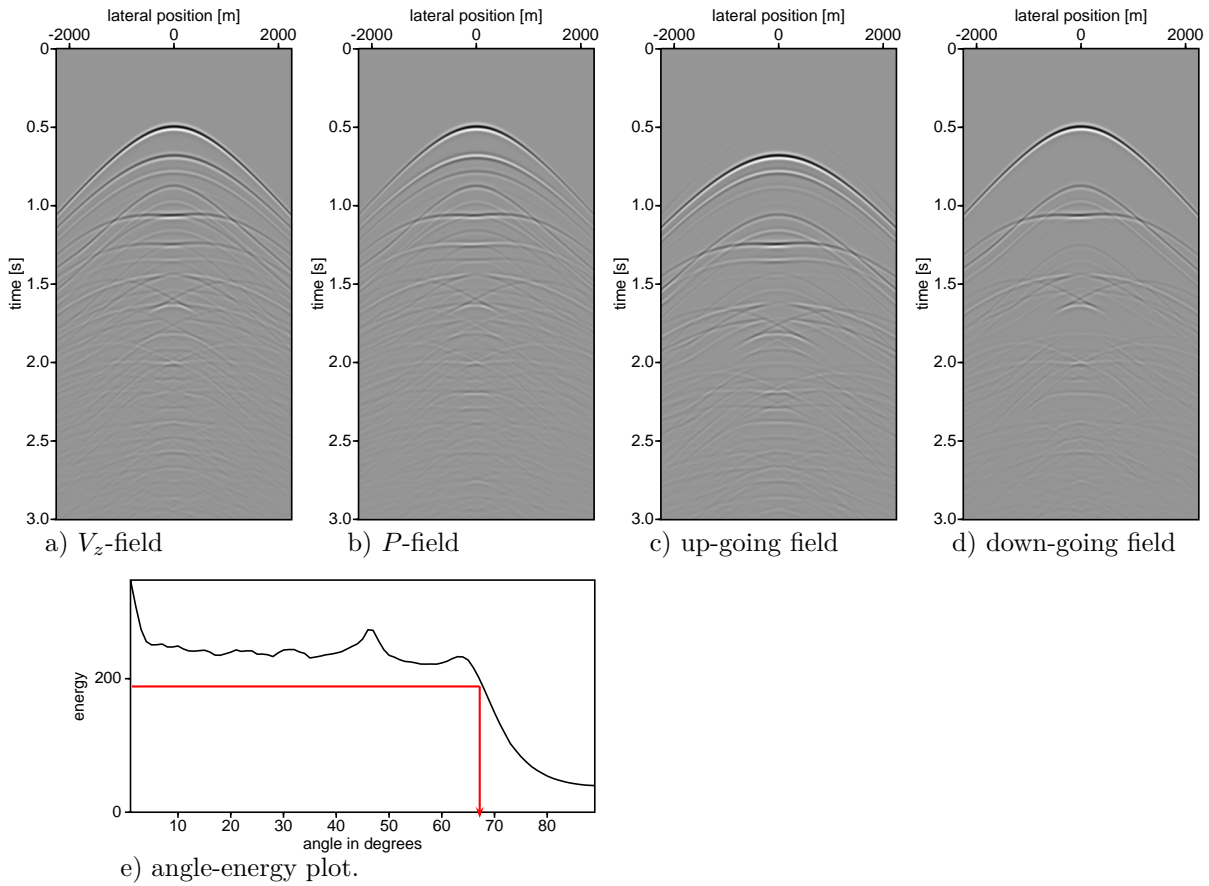 lateral position [m]
-2000 0 2000
0
0.5
1.0
1.5
2.0
2.5
3.0
time [s]
a) Vz-field
lateral position [m]
-2000 0 2000
0
0.5
1.0
1.5
2.0
2.5
3.0
time [s]
b) P-field
lateral position [m]
-2000 0 2000
0
0.5
1.0
1.5
2.0
2.5
3.0
time [s]
c) up-going field
lateral position [m]
-2000 0 2000
0
0.5
1.0
1.5
2.0
2.5
3.0
time [s]
d) down-going field
200
0
energy
10 20 30 40 50 60 70 80
angle in degrees
e) angle-energy plot.